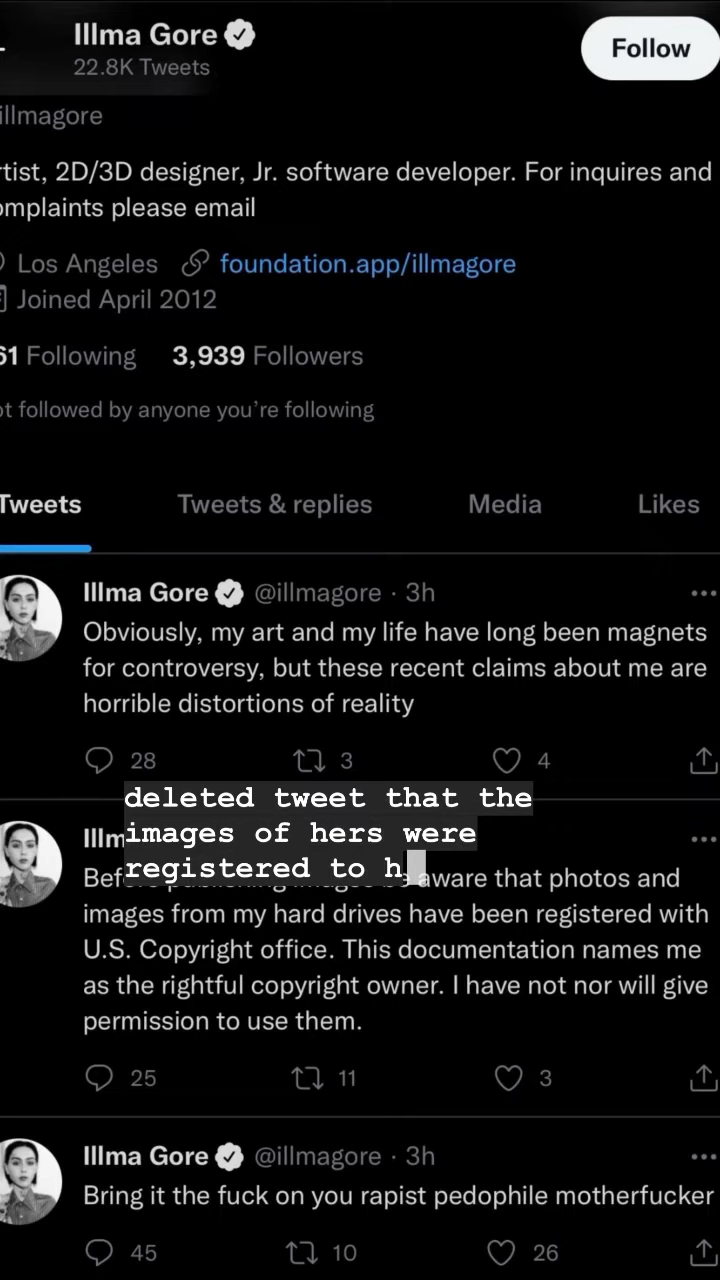 Illma Gore
22.8K Tweets
Follow
illmagore
rtist, 2D/3D designer, Jr. software developer. For inquires and
omplaints please email
Los Angeles foundation.app/illmagore
Joined April 2012
61 Following 3,939 Followers
ot followed by anyone you're following
Tweets Tweets & replies Media Likes
Illma Gore @illmagore · 3h
Obviously, my art and my life have long been magnets
for controversy, but these recent claims about me are
horrible distortions of reality
28 3 4
deleted tweet that the
images of hers were
registered to h
Illm
aware that photos and
images from my hard drives have been registered with
U.S. Copyright office. This documentation names me
as the rightful copyright owner. I have not nor will give
permission to use them.
25 11 3
Illma Gore @illmagore · 3h
Bring it the fuck on you rapist pedophile motherfucker
45 10 26